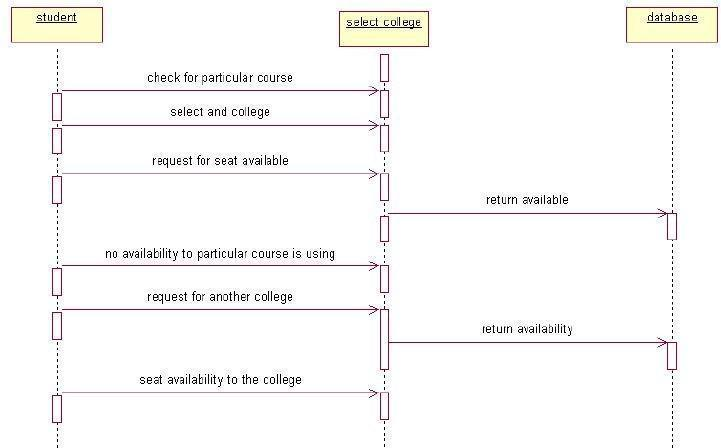 student
select college
database
check for particular course
select and college
request for seat available
return available
no availability to particular course is using
request for another college
return availability
seat availability to the college